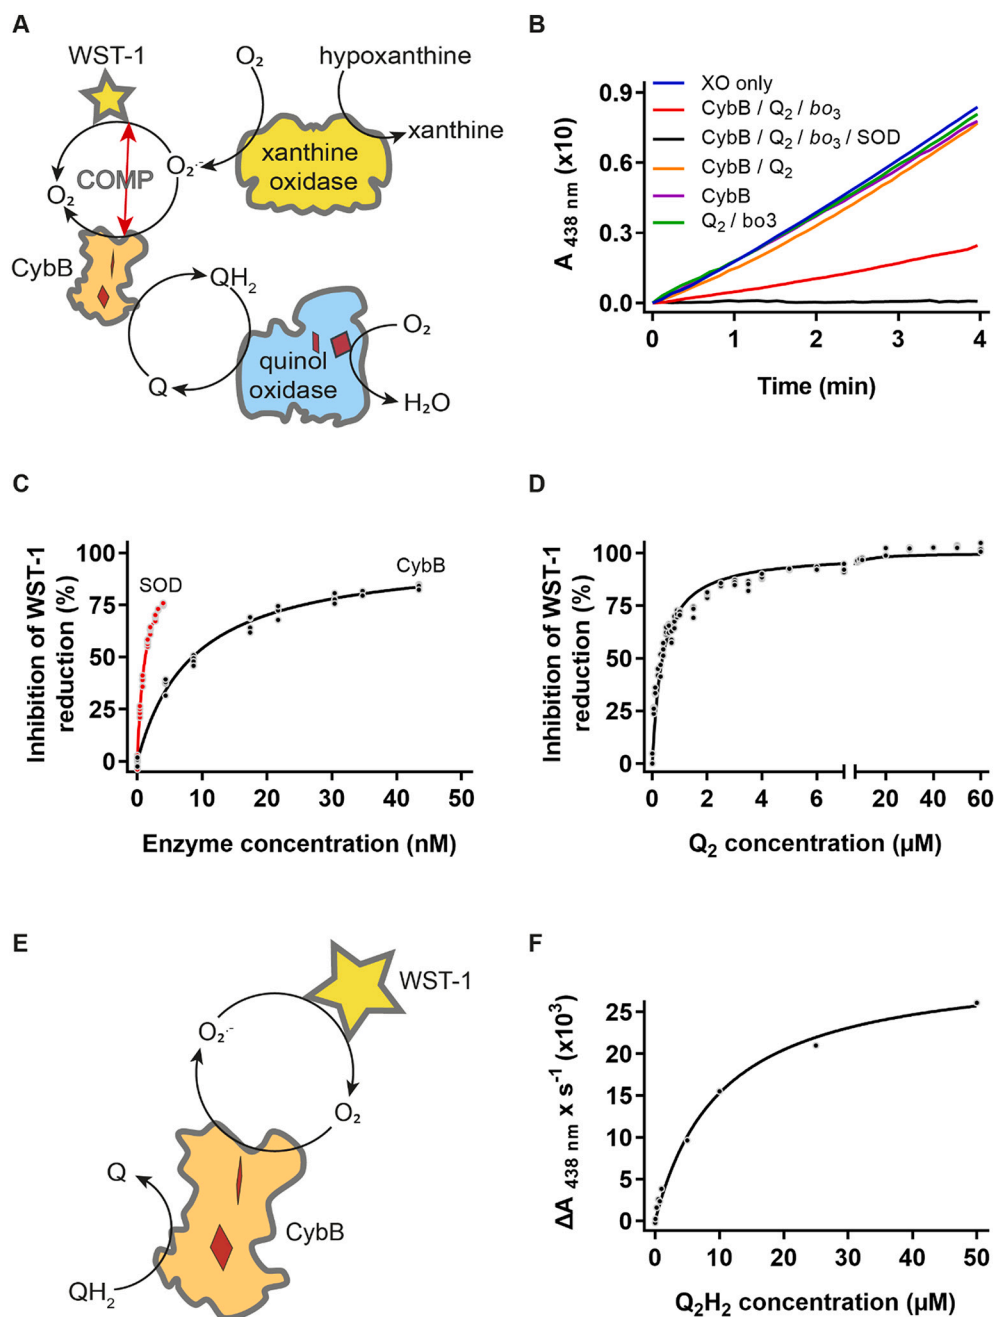 A
WST-1
O₂
hypoxanthine
xanthine
O₂·⁻
xanthine
oxidase
COMP
O₂
CybB
QH₂
O₂
quinol
oxidase
Q
H₂O
B
A 438 nm (x10)
0.9
0.6
0.3
0.0
XO only
CybB / Q₂ / bo₃
CybB / Q₂ / bo₃ / SOD
CybB / Q₂
CybB
Q₂ / bo3
0 1 2 3 4
Time (min)
C
Inhibition of WST-1
reduction (%)
100
75
50
25
0
SOD
CybB
0 10 20 30 40 50
Enzyme concentration (nM)
D
Inhibition of WST-1
reduction (%)
100
75
50
25
0
0 2 4 6 20 40 60
Q₂ concentration (µM)
E
WST-1
O₂·⁻
O₂
Q
CybB
QH₂
F
ΔA 438 nm x s⁻¹ (x10³)
25
20
15
10
5
0
0 10 20 30 40 50
Q₂H₂ concentration (µM)